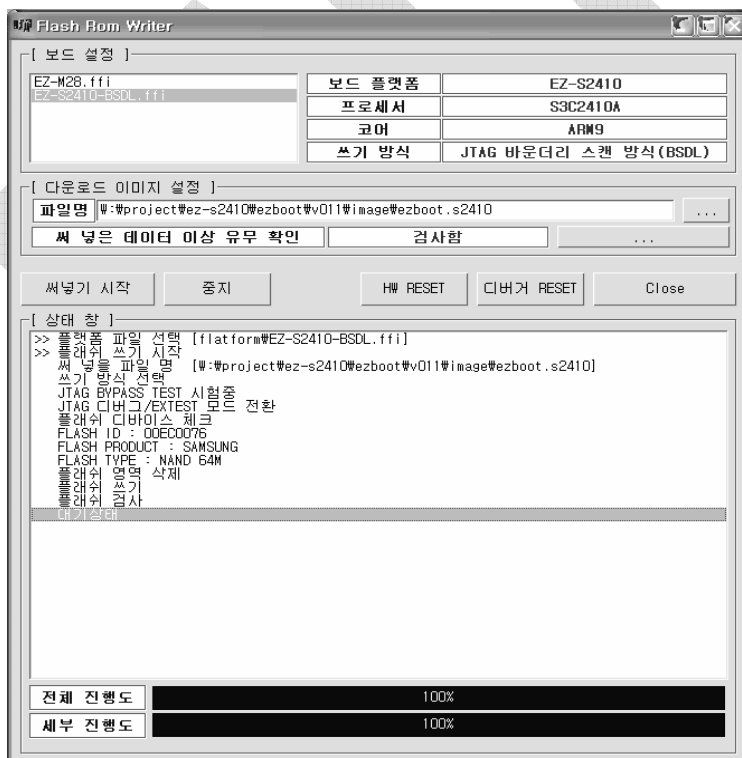 Flash Rom Writer
[ 보드 설정 ]
EZ-M28.ffi
EZ-S2410-BSDL.ffi
보드 플랫폼 EZ-S2410
프로세서 S3C2410A
코어 ARM9
쓰기 방식 JTAG 바운더리 스캔 방식(BSDL)
[ 다운로드 이미지 설정 ]
파일명 ₩:₩project₩ez-s2410₩ezboot₩v011₩image₩ezboot.s2410 ...
써 넣은 데이터 이상 유무 확인 검사함 ...
써넣기 시작 중지 HW RESET 디버거 RESET Close
[ 상태 창 ]
>> 플랫폼 파일 선택 [flatform₩EZ-S2410-BSDL.ffi]
>> 플래쉬 쓰기 시작
써 넣을 파일 명 [₩:₩project₩ez-s2410₩ezboot₩v011₩image₩ezboot.s2410]
쓰기 방식 선택
JTAG BYPASS TEST 시험중
JTAG 디버그/EXTEST 모드 전환
플래쉬 디바이스 체크
FLASH ID : 00EC0076
FLASH PRODUCT : SAMSUNG
FLASH TYPE : NAND 64M
플래쉬 영역 삭제
플래쉬 쓰기
플래쉬 검사
대기상태
전체 진행도 100%
세부 진행도 100%